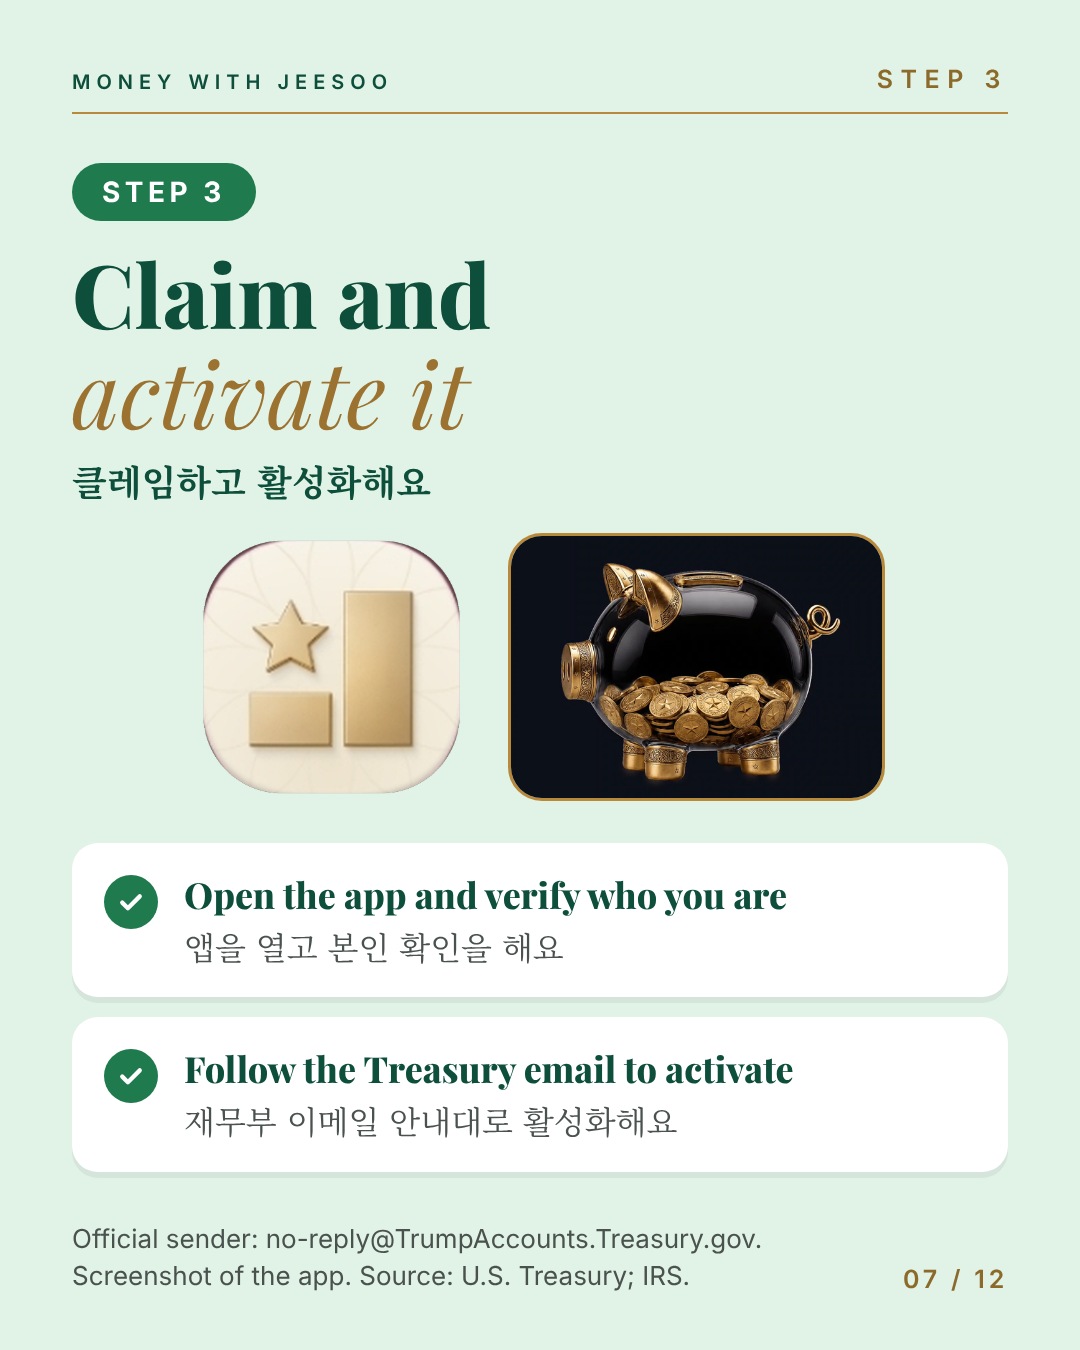 MONEY WITH JEESOO
STEP 3
STEP 3
Claim and
activate it
클레임하고 활성화해요
Open the app and verify who you are
앱을 열고 본인 확인을 해요
Follow the Treasury email to activate
재무부 이메일 안내대로 활성화해요
Official sender: no-reply@TrumpAccounts.Treasury.gov.
Screenshot of the app. Source: U.S. Treasury; IRS.
07 / 12